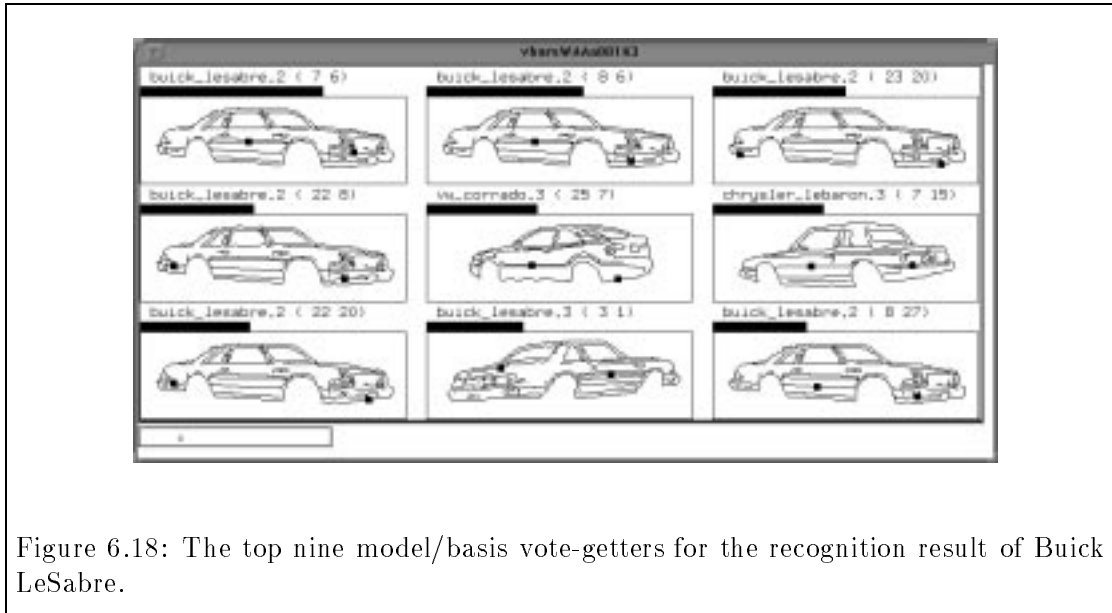 buick_lesabre.2 ( 7 6)
buick_lesabre.2 ( 8 6)
buick_lesabre.2 ( 23 20)
buick_lesabre.2 ( 22 8)
vw_corrado.3 ( 25 7)
chrysler_lebaron.3 ( 7 15)
buick_lesabre.2 ( 22 20)
buick_lesabre.3 ( 3 1)
buick_lesabre.2 ( 8 27)
Figure 6.18: The top nine model/basis vote-getters for the recognition result of Buick
LeSabre.